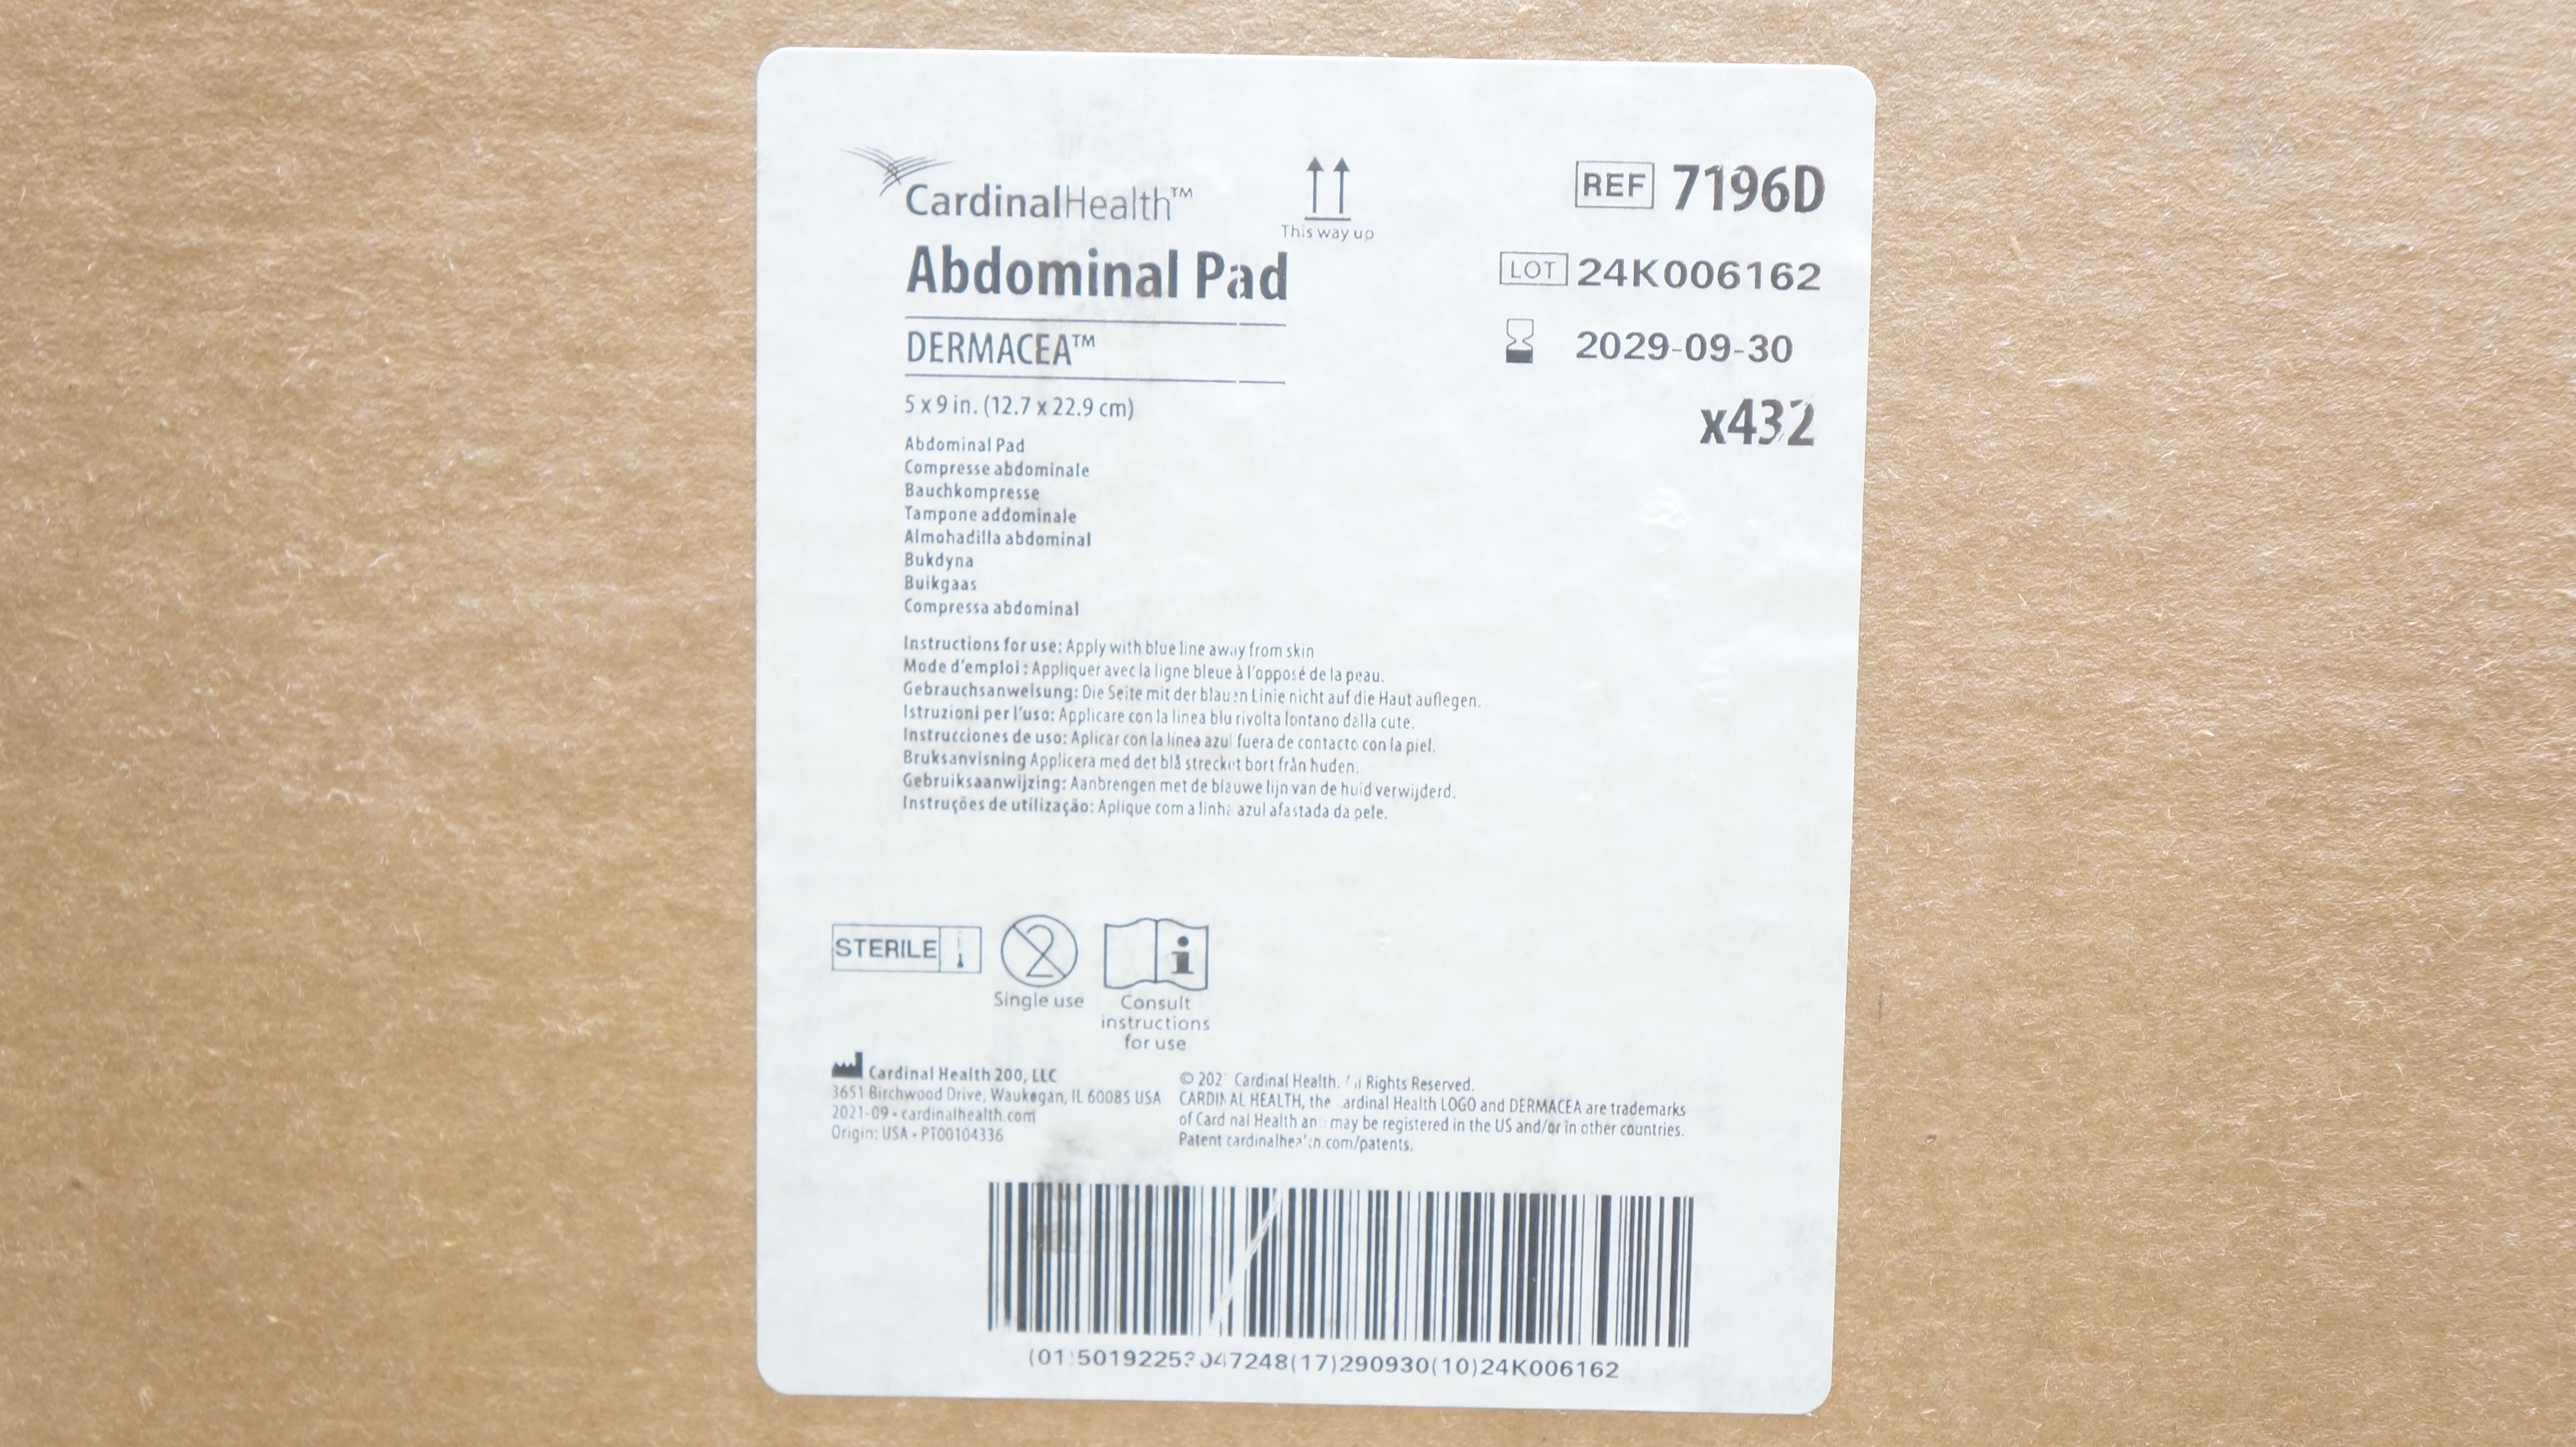 CardinalHealth™
This way up
REF 7196D
Abdominal Pad
LOT 24K006162
DERMACEA™
2029-09-30
5 x 9 in. (12.7 x 22.9 cm)
x432
Abdominal Pad
Compresse abdominale
Bauchkompresse
Tampone addominale
Almohadilla abdominal
Bukdyna
Buikgaas
Compressa abdominal
Instructions for use: Apply with blue line away from skin
Mode d'emploi : Appliquer avec la ligne bleue à l'opposé de la peau.
Gebrauchsanweisung: Die Seite mit der blauen Linie nicht auf die Haut auflegen.
Istruzioni per l'uso: Applicare con la linea blu rivolta lontano dalla cute.
Instrucciones de uso: Aplicar con la línea azul fuera de contacto con la piel.
Bruksanvisning Applicera med det blå strecket bort från huden.
Gebruiksaanwijzing: Aanbrengen met de blauwe lijn van de huid verwijderd.
Instruções de utilização: Aplique com a linha azul afastada da pele.
STERILE
2
Single use
i
Consult
instructions
for use
Cardinal Health 200, LLC
3651 Birchwood Drive, Waukegan, IL 60085 USA
2021-09 • cardinalhealth.com
Origin: USA • PT00104336
© Cardinal Health. All Rights Reserved.
CARDINAL HEALTH, the Cardinal Health LOGO and DERMACEA are trademarks
of Cardinal Health and may be registered in the US and/or in other countries.
Patent cardinalhealth.com/patents.
(17)290930(10)24K006162